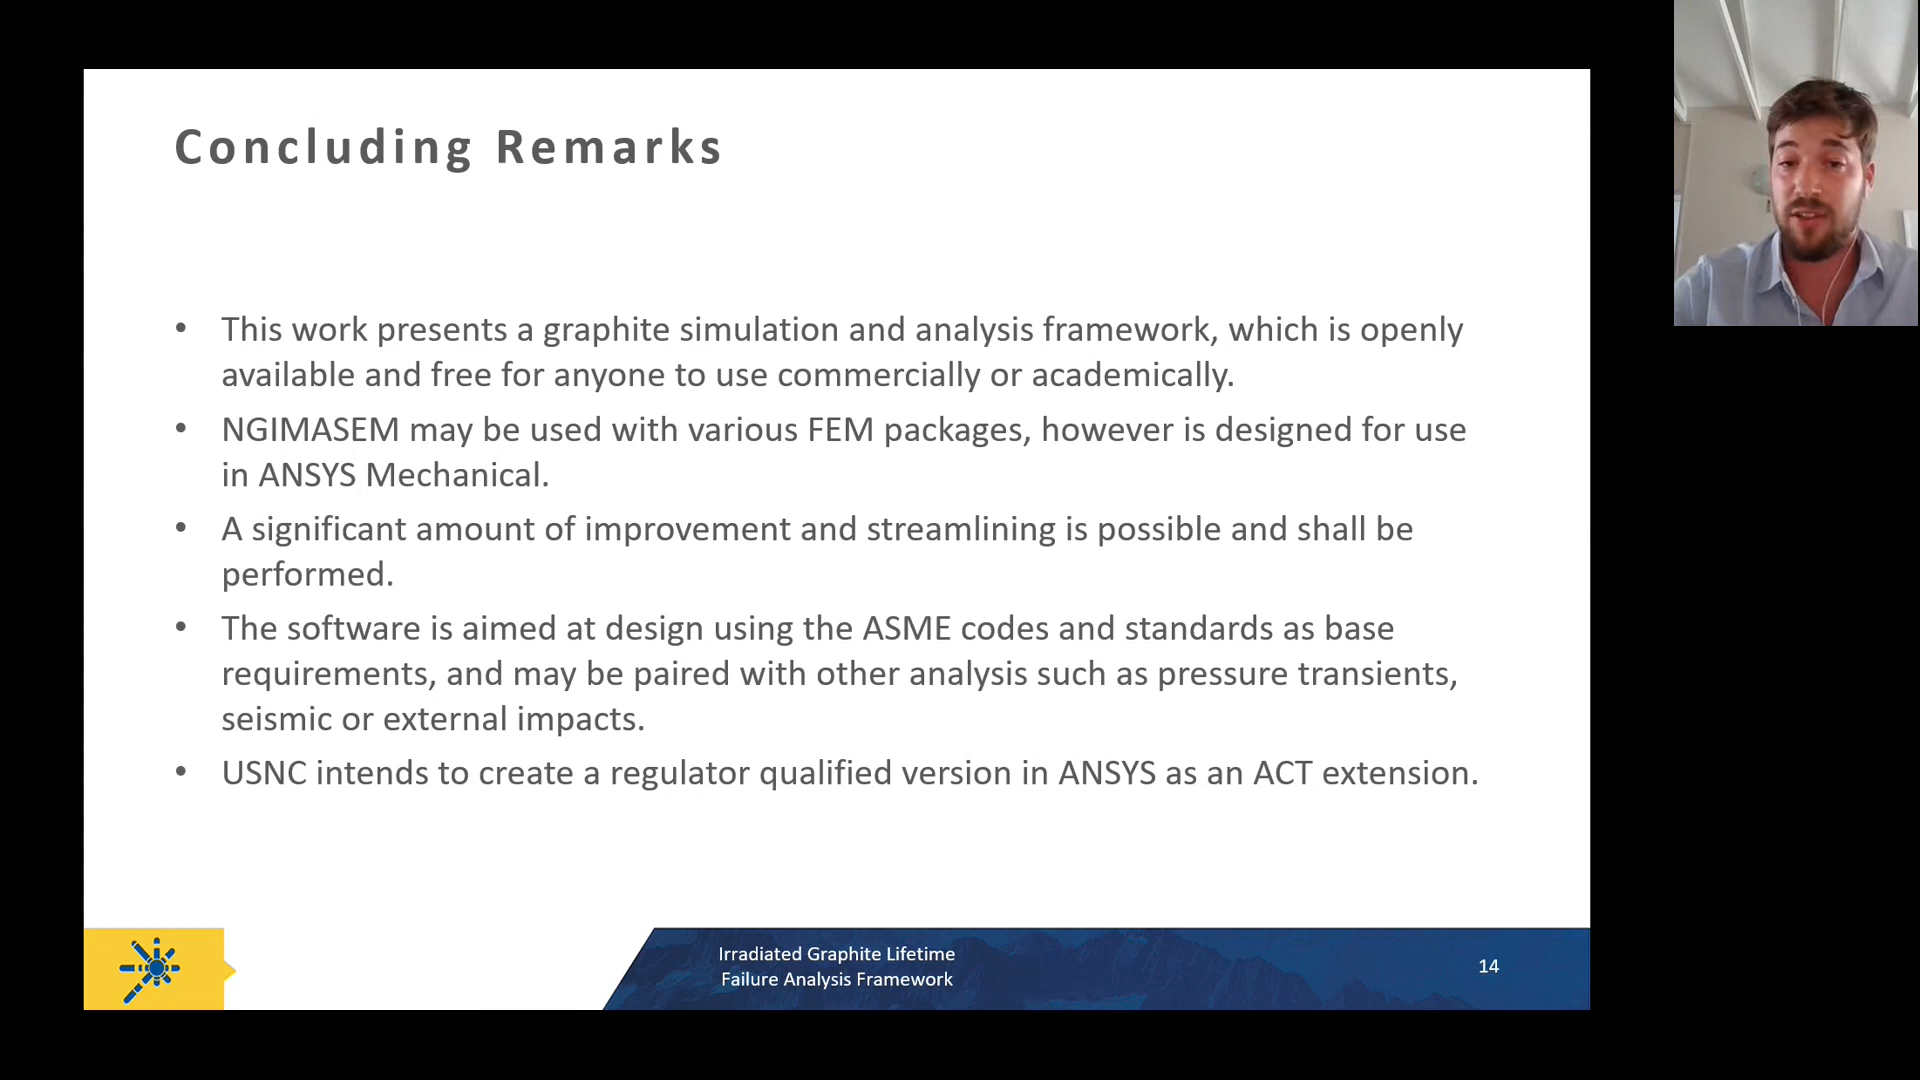 Concluding Remarks
• This work presents a graphite simulation and analysis framework, which is openly
available and free for anyone to use commercially or academically.
• NGIMASEM may be used with various FEM packages, however is designed for use
in ANSYS Mechanical.
• A significant amount of improvement and streamlining is possible and shall be
performed.
• The software is aimed at design using the ASME codes and standards as base
requirements, and may be paired with other analysis such as pressure transients,
seismic or external impacts.
• USNC intends to create a regulator qualified version in ANSYS as an ACT extension.
Irradiated Graphite Lifetime
Failure Analysis Framework
14